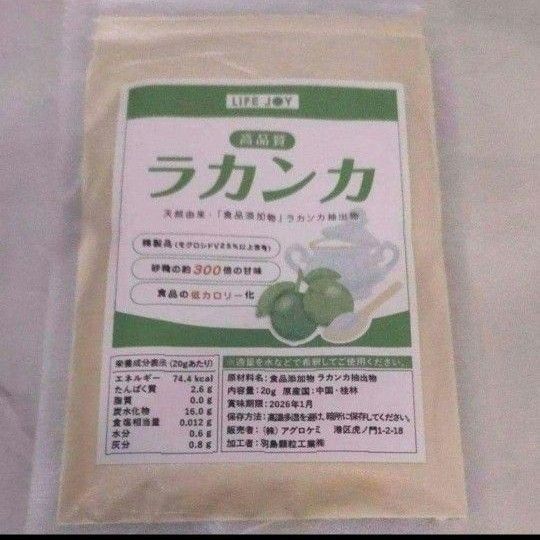 LIFE JOY
高品質
ラカンカ
天然由来・「食品添加物」ラカンカ抽出物
精製品(モグロシドV25%以上含有)
砂糖の約300倍の甘味
食品の低カロリー化
栄養成分表示(20gあたり)
エネルギー 74.4 kcal
たんぱく質 2.6 g
脂質 0.0 g
炭水化物 16.0 g
食塩相当量 0.012 g
水分 0.6 g
灰分 0.8 g
※適量を水などで希釈してご使用ください。
原材料名:食品添加物 ラカンカ抽出物
内容量:20g 原産国:中国・桂林
賞味期限:2026年1月
保存方法:高温多湿を避け、暗所に保存してください。
販売者:(株)アグロケミ 港区虎ノ門1-2-18
加工者:羽島顆粒工業㈱